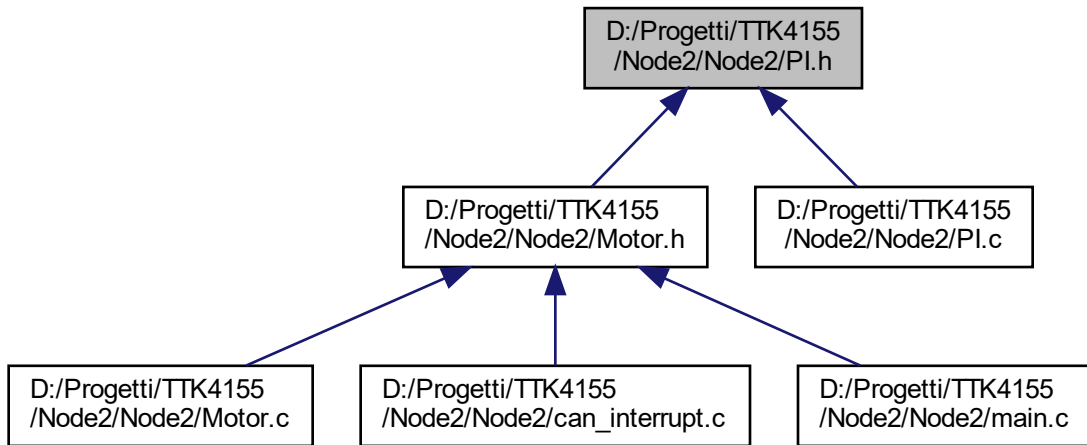 D:/Progetti/TTK4155
/Node2/Node2/PI.h
D:/Progetti/TTK4155
/Node2/Node2/Motor.h
D:/Progetti/TTK4155
/Node2/Node2/PI.c
D:/Progetti/TTK4155
/Node2/Node2/Motor.c
D:/Progetti/TTK4155
/Node2/Node2/can_interrupt.c
D:/Progetti/TTK4155
/Node2/Node2/main.c